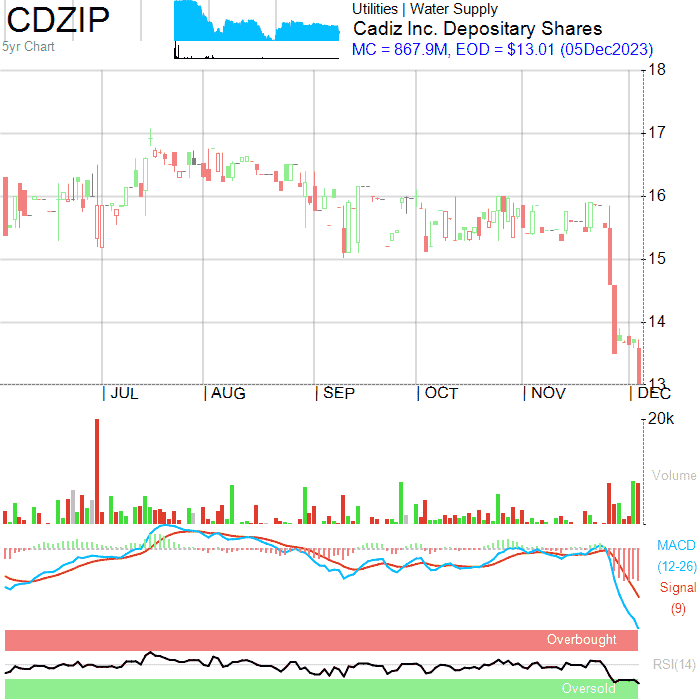 CDZIP
5yr Chart
Utilities | Water Supply
Cadiz Inc. Depositary Shares
MC = 867.9M, EOD = $13.01 (05Dec2023)
18
17
16
15
14
13
| JUL | AUG | SEP | OCT | NOV | DEC
20k
Volume
MACD
(12-26)
Signal
(9)
Overbought
RSI(14)
Oversold